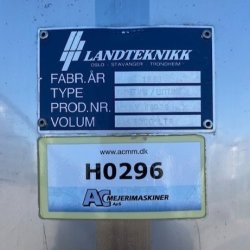 LANDTEKNIKK
OSLO - STAVANGER - TRONDHEIM
FABR.ÅR
TYPE
PROD.NR.
VOLUM
www.acmm.dk
H0296
AC MEJERIMASKINER
ApS